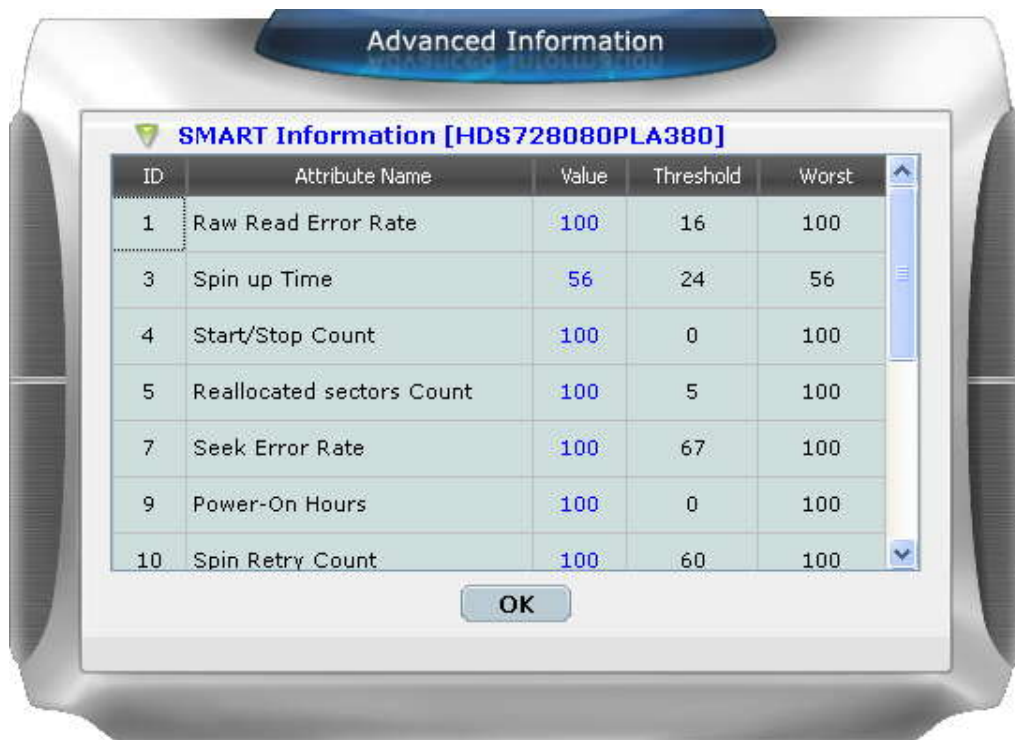 Advanced Information
SMART Information [HDS728080PLA380]
ID Attribute Name Value Threshold Worst
1 Raw Read Error Rate 100 16 100
3 Spin up Time 56 24 56
4 Start/Stop Count 100 0 100
5 Reallocated sectors Count 100 5 100
7 Seek Error Rate 100 67 100
9 Power-On Hours 100 0 100
10 Spin Retry Count 100 60 100
OK